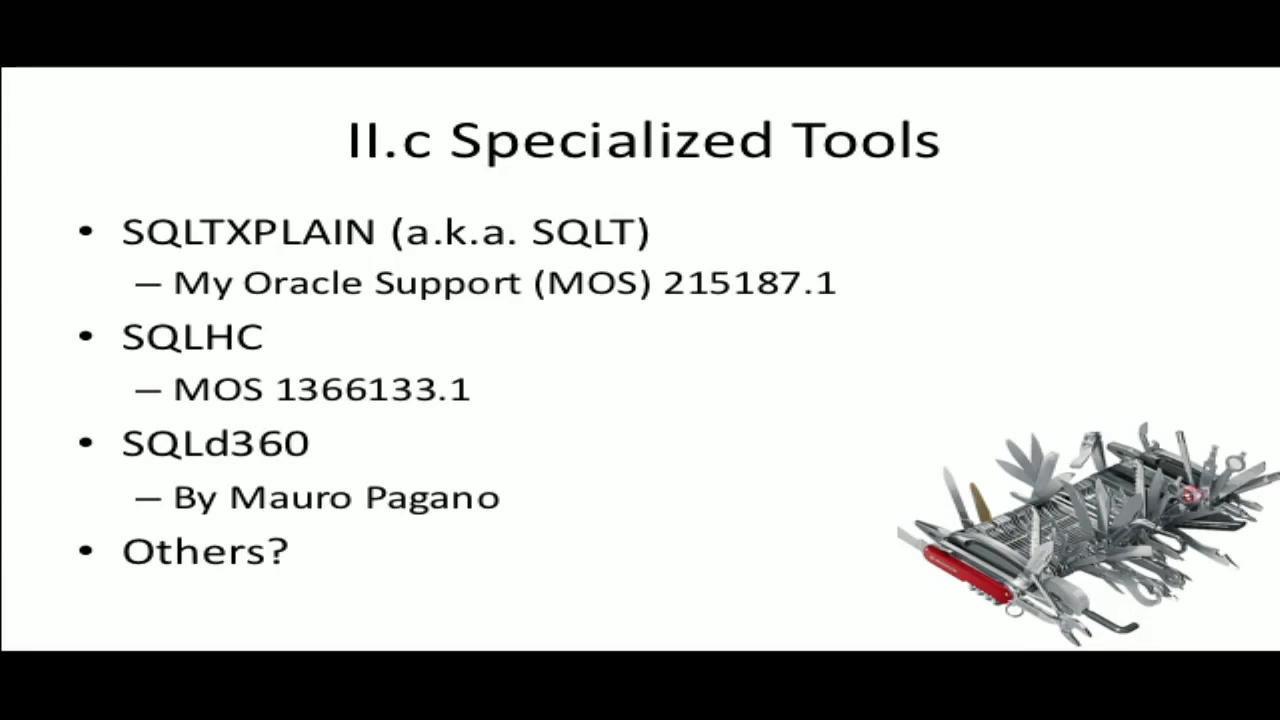 II.c Specialized Tools
• SQLTXPLAIN (a.k.a. SQLT)
– My Oracle Support (MOS) 215187.1
• SQLHC
– MOS 1366133.1
• SQLd360
– By Mauro Pagano
• Others?